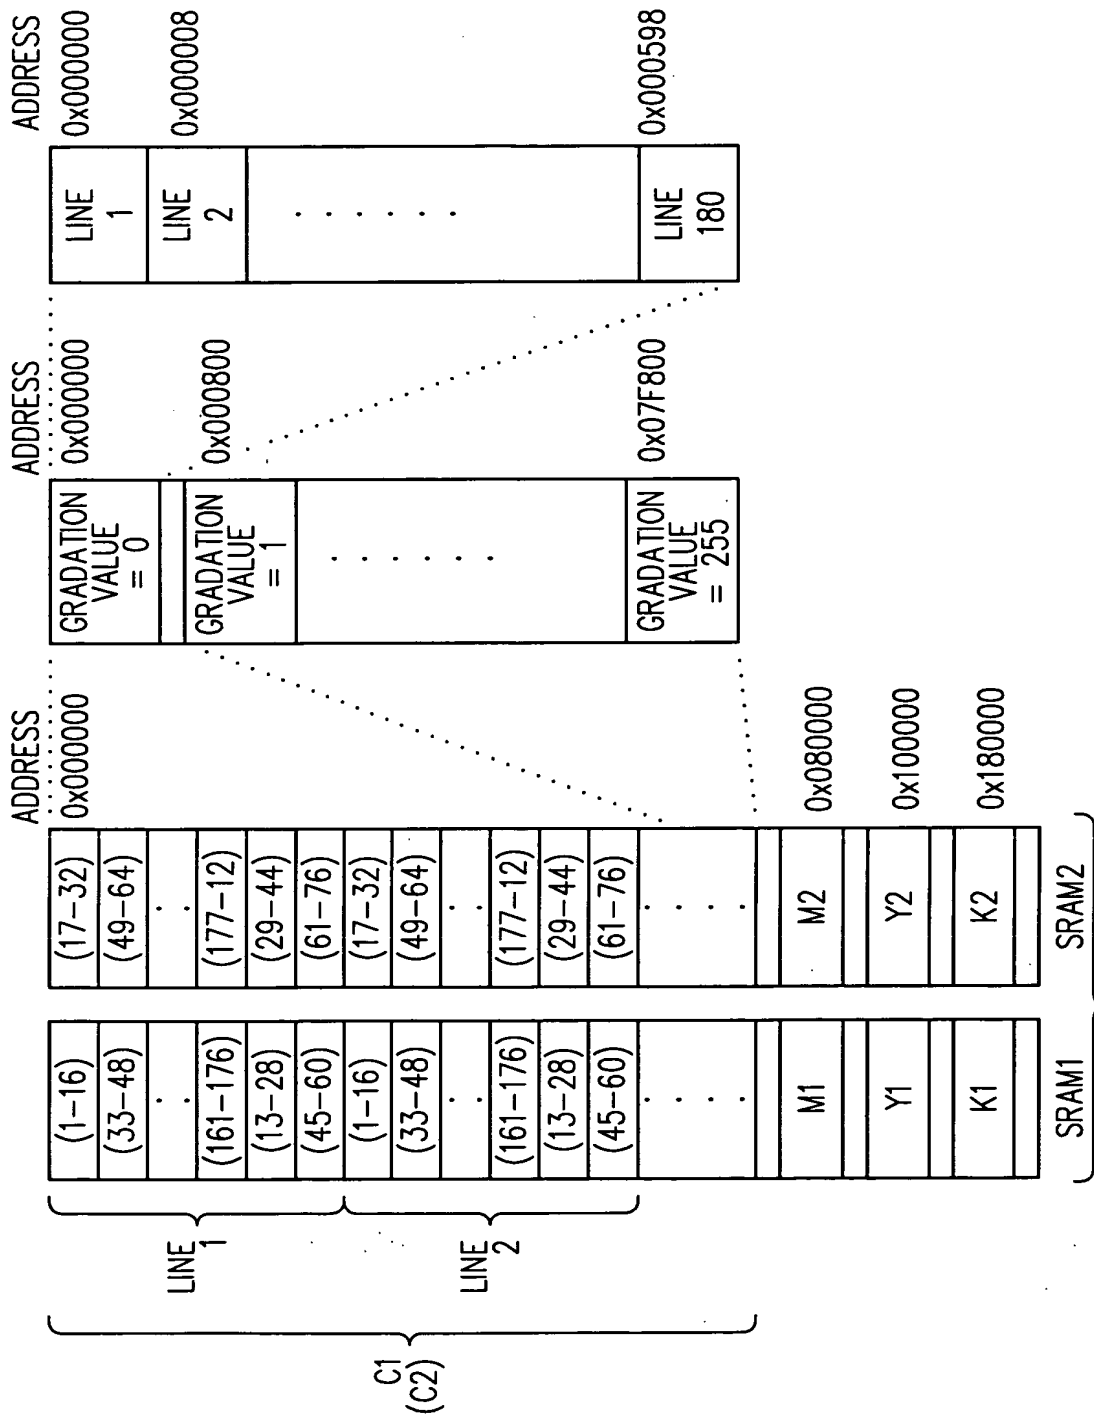 C1
(C2)
LINE
1
LINE
2
(1–16)
(33–48)
(161–176)
(13–28)
(45–60)
(1–16)
(33–48)
(161–176)
(13–28)
(45–60)
M1
Y1
K1
SRAM1
(17–32)
(49–64)
(177–12)
(29–44)
(61–76)
(17–32)
(49–64)
(177–12)
(29–44)
(61–76)
M2
Y2
K2
SRAM2
ADDRESS
0x000000
0x080000
0x100000
0x180000
GRADATION
VALUE
= 0
GRADATION
VALUE
= 1
GRADATION
VALUE
= 255
ADDRESS
0x000000
0x000800
0x07F800
LINE
1
LINE
2
LINE
180
ADDRESS
0x000000
0x000008
0x000598